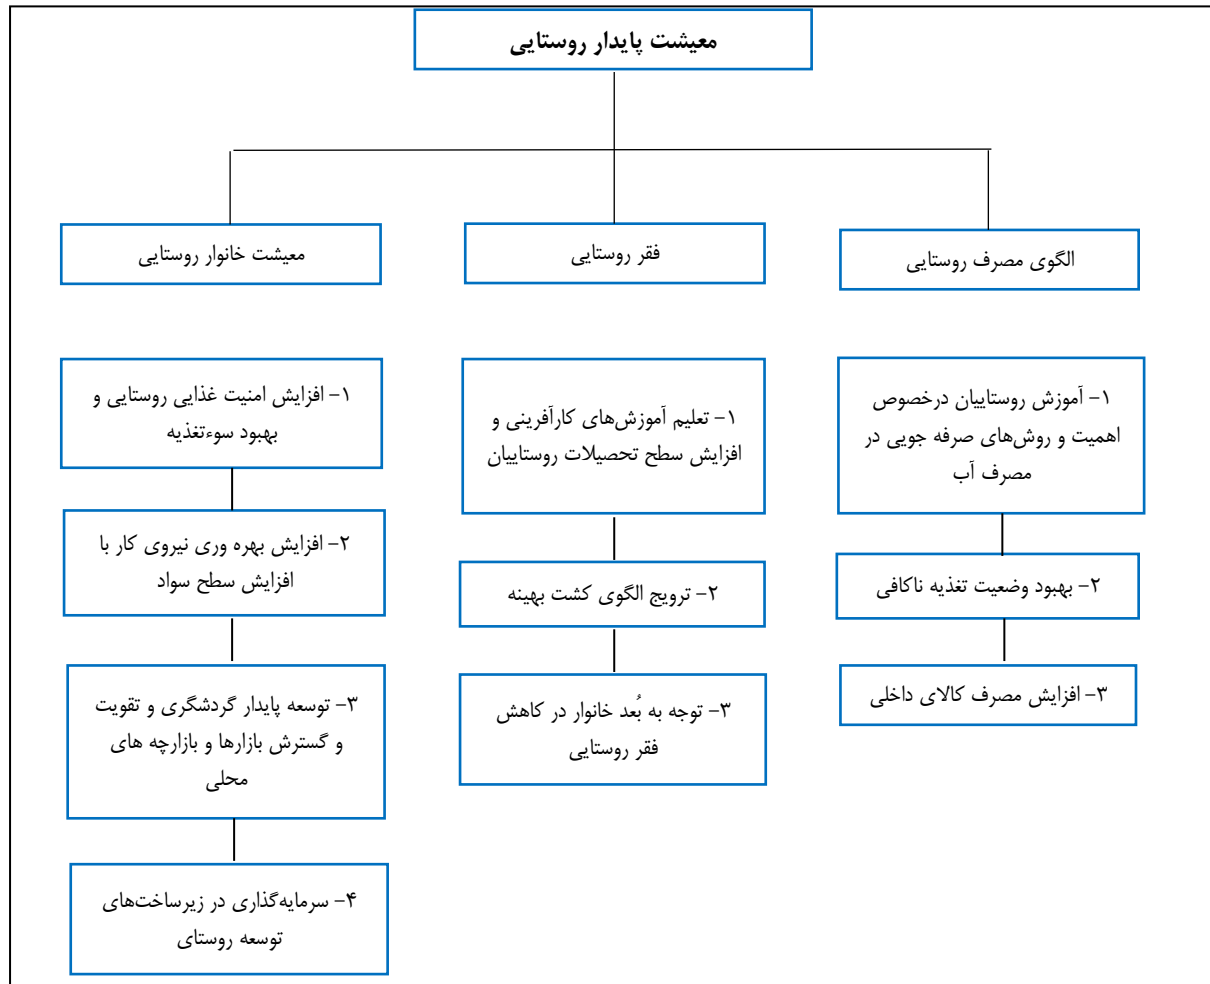 معیشت پایدار روستایی
الگوی مصرف روستایی
فقر روستایی
معیشت خانوار روستایی
۱- آموزش روستاییان درخصوص
اهمیت و روش‌های صرفه جویی در
مصرف آب
۲- بهبود وضعیت تغذیه ناکافی
۳- افزایش مصرف کالای داخلی
۱- تعلیم آموزش‌های کارآفرینی و
افزایش سطح تحصیلات روستاییان
۲- ترویج الگوی کشت بهینه
۳- توجه به بُعد خانوار در کاهش
فقر روستایی
۱- افزایش امنیت غذایی روستایی و
بهبود سوءتغذیه
۲- افزایش بهره وری نیروی کار با
افزایش سطح سواد
۳- توسعه پایدار گردشگری و تقویت
و گسترش بازارها و بازارچه های
محلی
۴- سرمایه‌گذاری در زیرساخت‌های
توسعه روستای